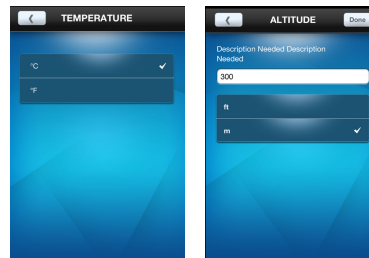 TEMPERATURE
°C
°F
ALTITUDE
Done
Description Needed Description
Needed
300
ft
m